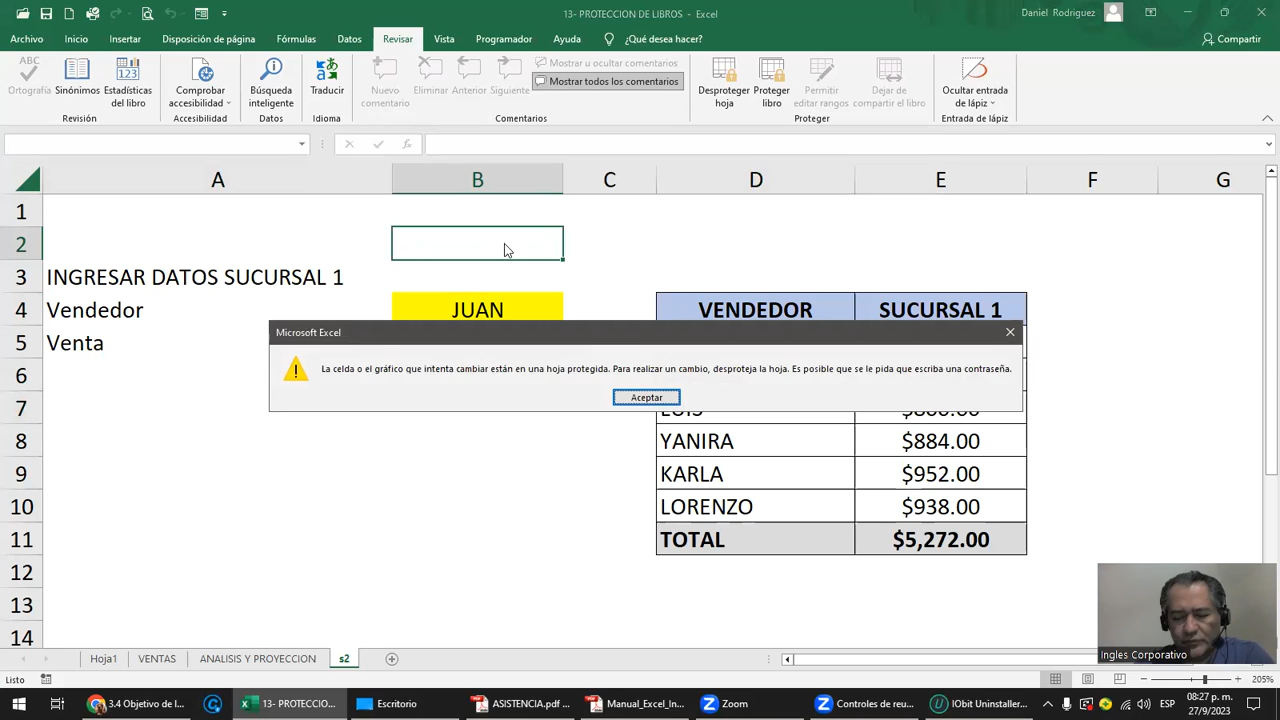 13- PROTECCION DE LIBROS - Excel
Daniel Rodriguez
Archivo Inicio Insertar Disposición de página Fórmulas Datos Revisar Vista Programador Ayuda ¿Qué desea hacer? Compartir
ABC
Ortografía
Sinónimos
123
Estadísticas del libro
Comprobar accesibilidad
Búsqueda inteligente
Traducir
Nuevo comentario
Eliminar
Anterior
Siguiente
Mostrar u ocultar comentarios
Mostrar todos los comentarios
Desproteger hoja
Proteger libro
Permitir editar rangos
Dejar de compartir el libro
Ocultar entrada de lápiz
Revisión Accesibilidad Datos Idioma Comentarios Proteger Entrada de lápiz
fx
A B C D E F G
1
2
3 INGRESAR DATOS SUCURSAL 1
4 Vendedor JUAN VENDEDOR SUCURSAL 1
5 Venta
Microsoft Excel
La celda o el gráfico que intenta cambiar están en una hoja protegida. Para realizar un cambio, desproteja la hoja. Es posible que se le pida que escriba una contraseña.
Aceptar
6
7
8 YANIRA $884.00
9 KARLA $952.00
10 LORENZO $938.00
11 TOTAL $5,272.00
12
13
14
Ingles Corporativo
Hoja1 VENTAS ANALISIS Y PROYECCION s2
Listo
205%
3.4 Objetivo de l... 13- PROTECCIO... Escritorio ASISTENCIA.pdf ... Manual_Excel_In... Zoom Controles de reu... IObit Uninstaller... ESP 08:27 p. m.
27/9/2023